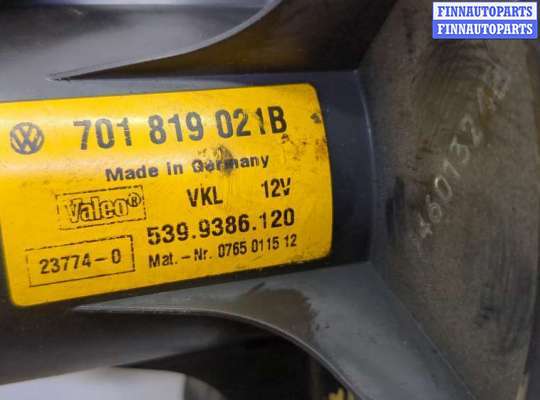 FINNAUTOPARTS
FINNAUTOPARTS
701 819 021B
Made in Germany
Valeo® VKL 12V
539.9386.120
23774-0 Mat.-Nr. 0765 0115 12